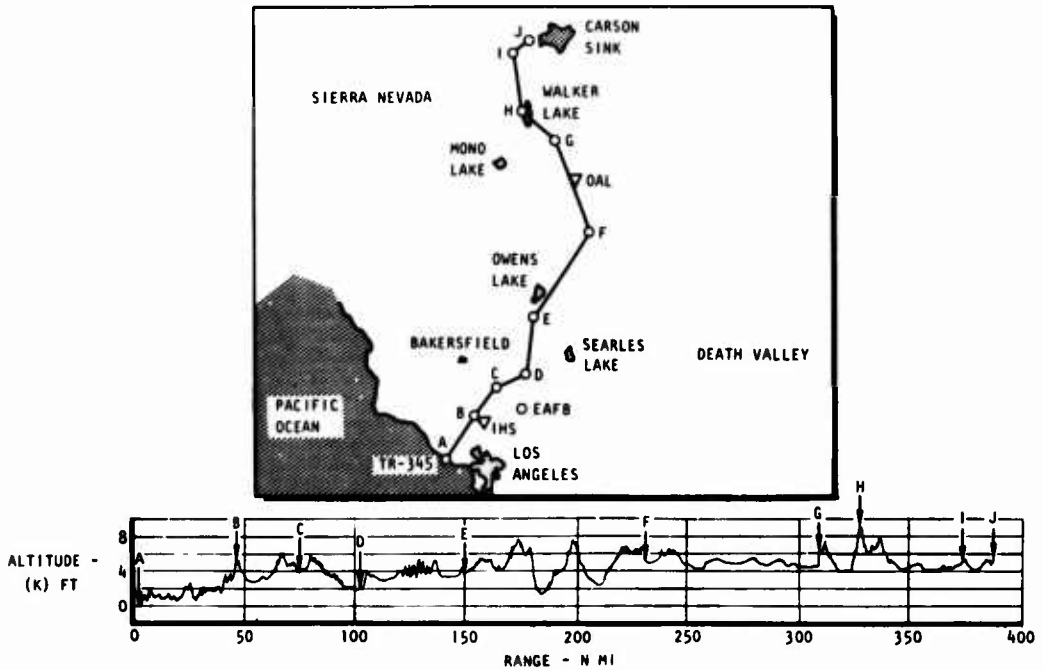 J
CARSON
SINK
I
SIERRA NEVADA
WALKER
LAKE
H
G
MONO
LAKE
OAL
F
OWENS
LAKE
E
BAKERSFIELD
SEARLES
LAKE
DEATH VALLEY
C
D
B
EAFB
PACIFIC
OCEAN
IHS
A
TR-345
LOS
ANGELES
ALTITUDE -
(K) FT
8
4
0
A
B
C
D
E
F
G
H
I
J
0 50 100 150 200 250 300 350 400
RANGE - N MI